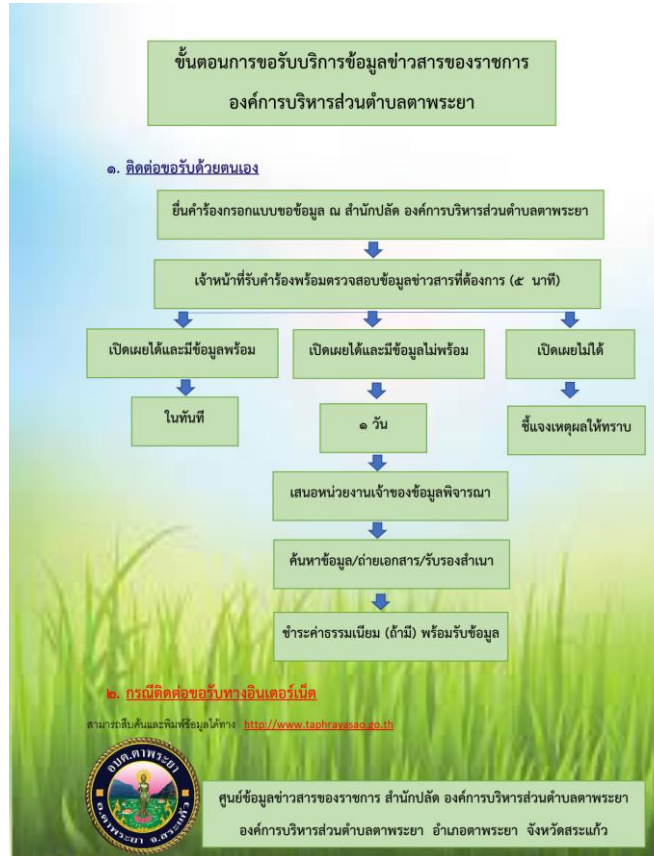 ขั้นตอนการขอรับบริการข้อมูลข่าวสารของราชการ
องค์การบริหารส่วนตำบลตาพระยา
๑. ติดต่อขอรับด้วยตนเอง
ยื่นคำร้องกรอกแบบขอข้อมูล ณ สำนักปลัด องค์การบริหารส่วนตำบลตาพระยา
เจ้าหน้าที่รับคำร้องพร้อมตรวจสอบข้อมูลข่าวสารที่ต้องการ (๕ นาที)
เปิดเผยได้และมีข้อมูลพร้อม
เปิดเผยได้และมีข้อมูลไม่พร้อม
เปิดเผยไม่ได้
ในทันที
๑ วัน
ชี้แจงเหตุผลให้ทราบ
เสนอหน่วยงานเจ้าของข้อมูลพิจารณา
ค้นหาข้อมูล/ถ่ายเอกสาร/รับรองสำเนา
ชำระค่าธรรมเนียม (ถ้ามี) พร้อมรับข้อมูล
๒. กรณีติดต่อขอรับทางอินเตอร์เน็ต
สามารถสืบค้นและพิมพ์ข้อมูลได้ทาง http://www.taphrayasao.go.th
อบต.ตาพระยา
อ.ตาพระยา จ.สระแก้ว
ศูนย์ข้อมูลข่าวสารของราชการ สำนักปลัด องค์การบริหารส่วนตำบลตาพระยา
องค์การบริหารส่วนตำบลตาพระยา อำเภอตาพระยา จังหวัดสระแก้ว